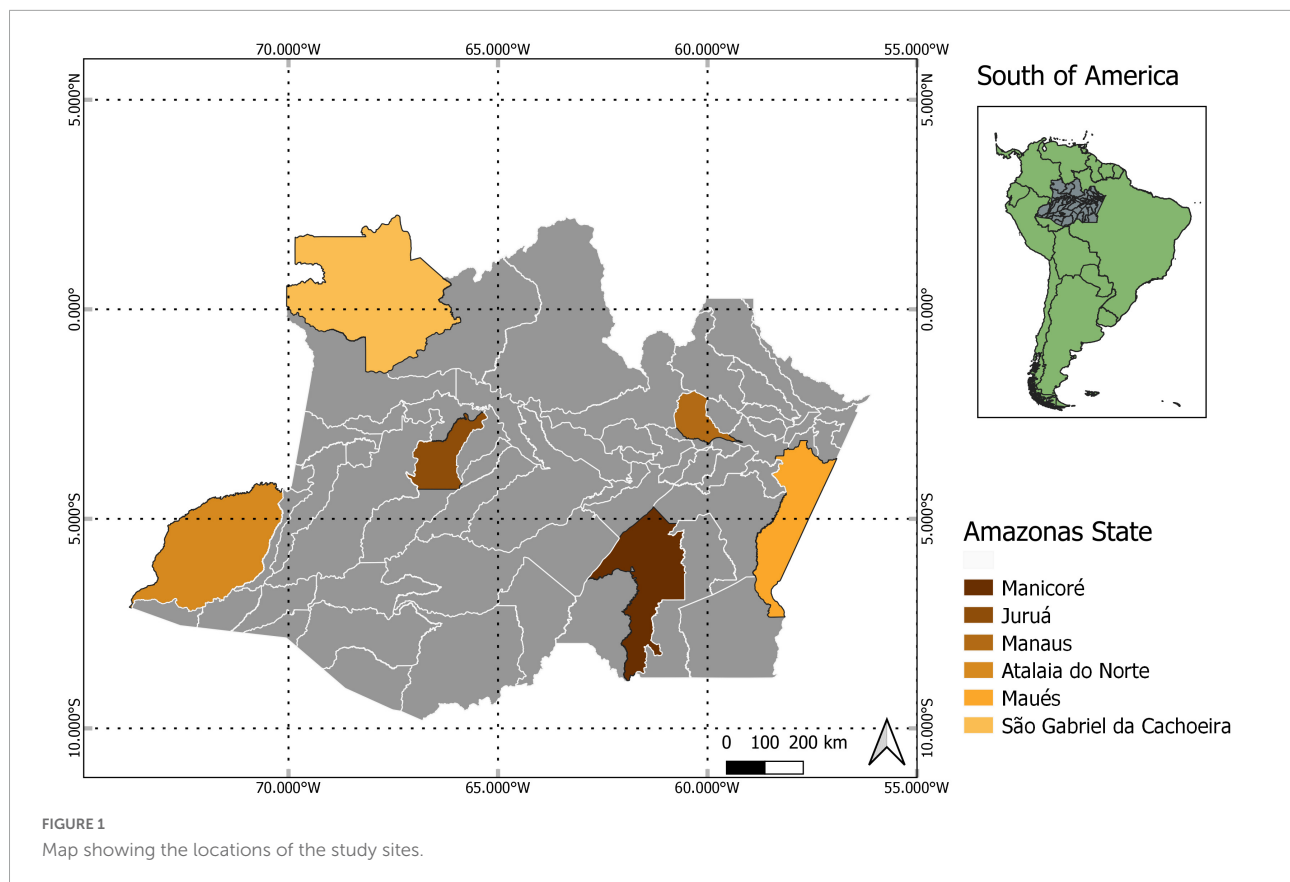 70.000°W 65.000°W 60.000°W 55.000°W
5.000°N 5.000°N
0.000° 0.000°
5.000°S 5.000°S
10.000°S 10.000°S
0 100 200 km
70.000°W 65.000°W 60.000°W 55.000°W
South of America
Amazonas State
Manicoré
Juruá
Manaus
Atalaia do Norte
Maués
São Gabriel da Cachoeira
FIGURE 1
Map showing the locations of the study sites.